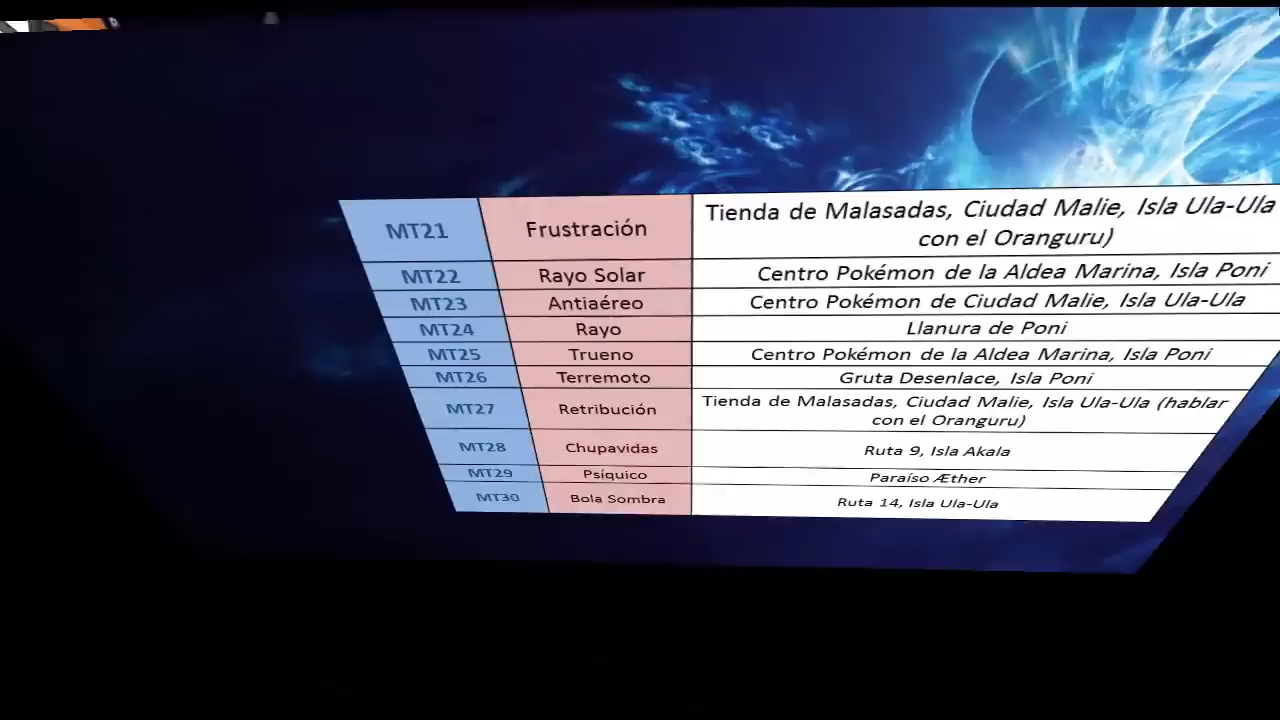 MT21 Frustración Tienda de Malasadas, Ciudad Malie, Isla Ula-Ula
con el Oranguru)
MT22 Rayo Solar Centro Pokémon de la Aldea Marina, Isla Poni
MT23 Antiaéreo Centro Pokémon de Ciudad Malie, Isla Ula-Ula
MT24 Rayo Llanura de Poni
MT25 Trueno Centro Pokémon de la Aldea Marina, Isla Poni
MT26 Terremoto Gruta Desenlace, Isla Poni
MT27 Retribución Tienda de Malasadas, Ciudad Malie, Isla Ula-Ula (hablar
con el Oranguru)
MT28 Chupavidas Ruta 9, Isla Akala
MT29 Psíquico Paraíso Æther
MT30 Bola Sombra Ruta 14, Isla Ula-Ula